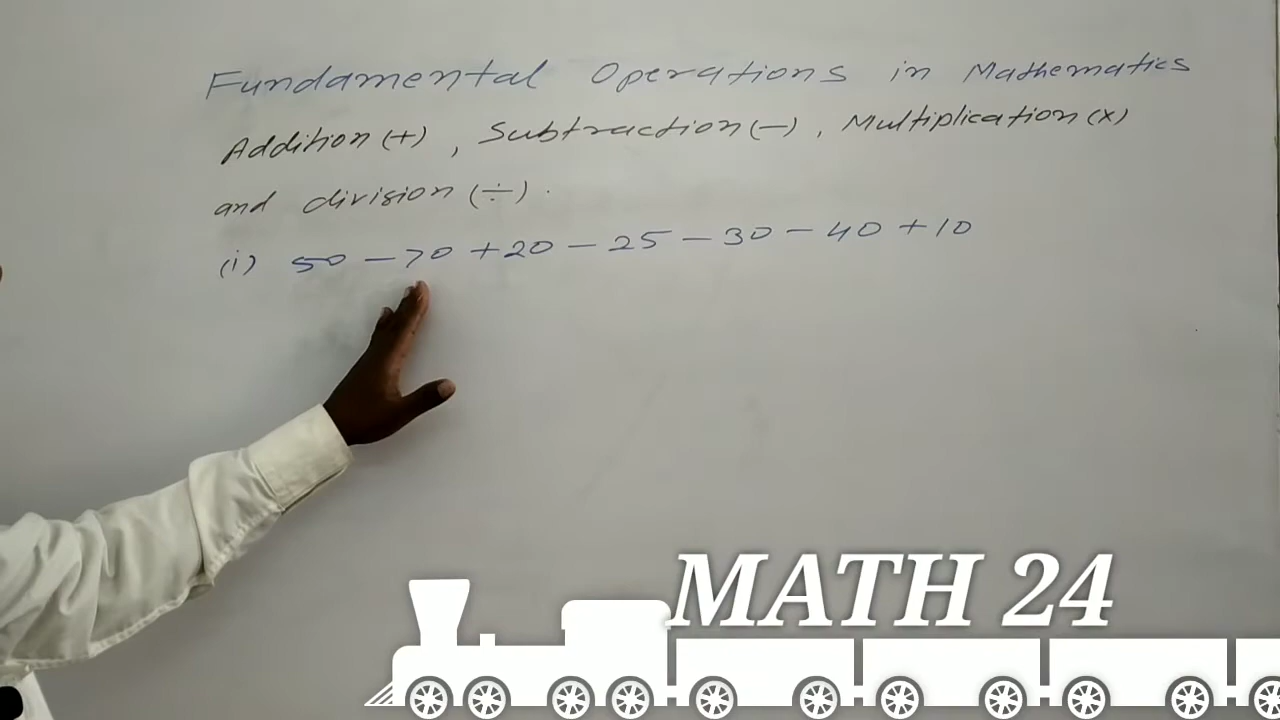 Fundamental Operations in Mathematics
Addition (+), Subtraction (−), Multiplication (×)
and division (÷).
(i) 50 − 70 + 20 − 25 − 30 − 40 + 10
MATH 24